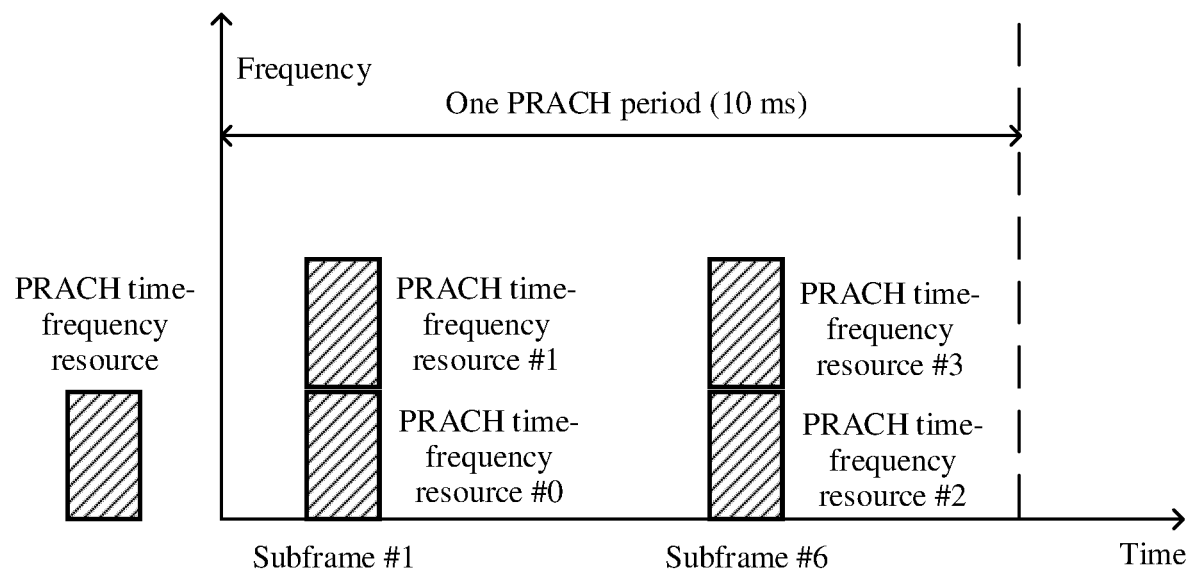 Frequency
One PRACH period (10 ms)
PRACH time-
frequency
resource
PRACH time-
frequency
resource #1
PRACH time-
frequency
resource #3
PRACH time-
frequency
resource #0
PRACH time-
frequency
resource #2
Subframe #1
Subframe #6
Time